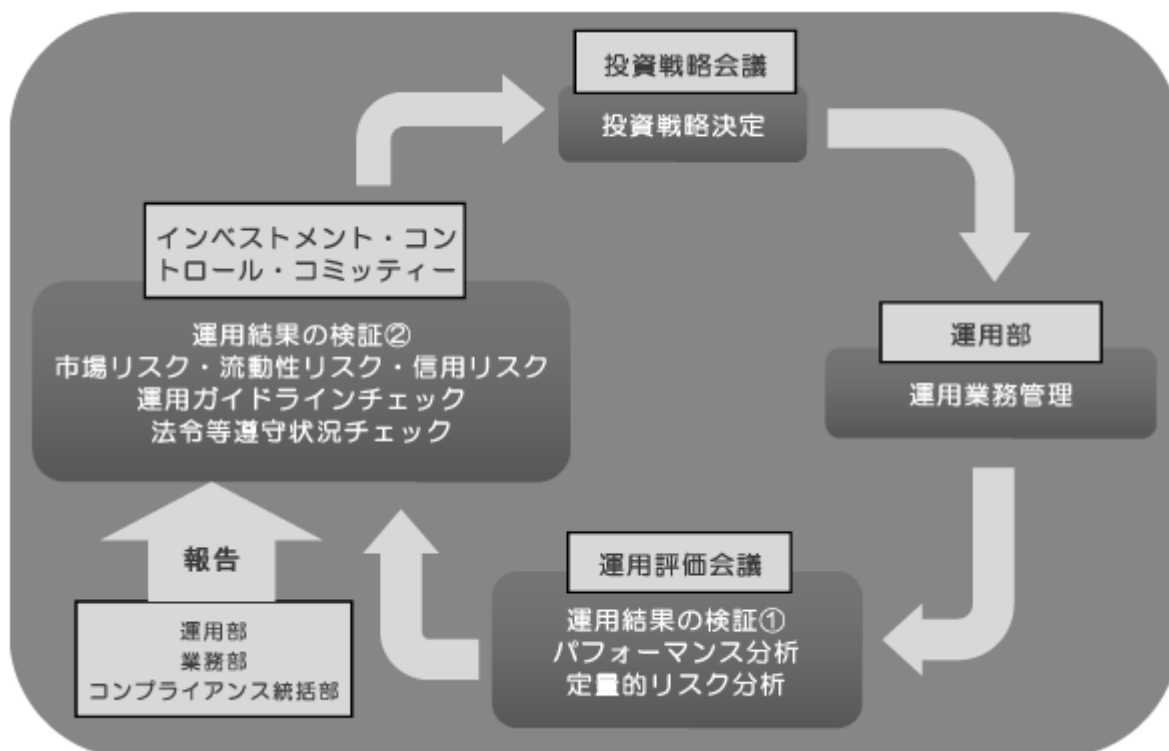 投資戦略会議
投資戦略決定
インベストメント・コン
トロール・コミッティー
運用結果の検証②
市場リスク・流動性リスク・信用リスク
運用ガイドラインチェック
法令等遵守状況チェック
運用部
運用業務管理
報告
運用部
業務部
コンプライアンス統括部
運用評価会議
運用結果の検証①
パフォーマンス分析
定量的リスク分析